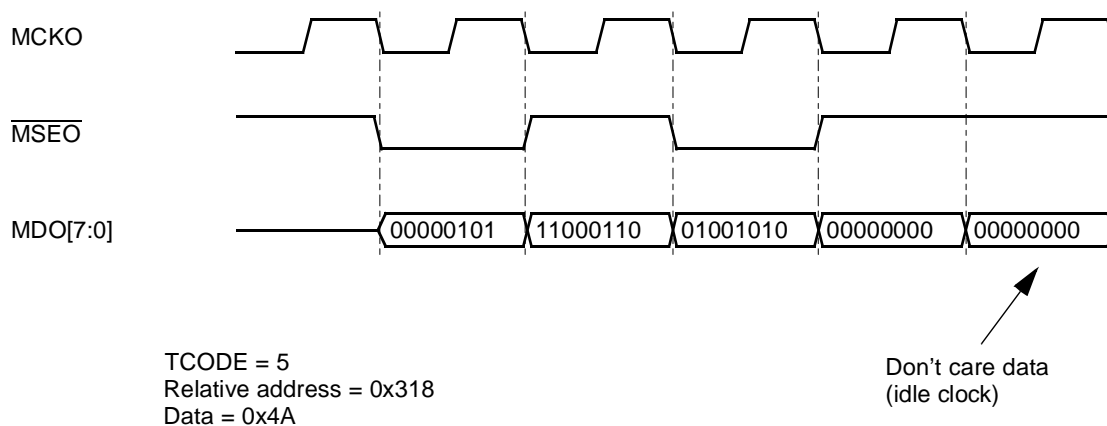 MCKO
MSEO
MDO[7:0]
00000101 11000110 01001010 00000000 00000000
TCODE = 5
Relative address = 0x318
Data = 0x4A
Don't care data
(idle clock)